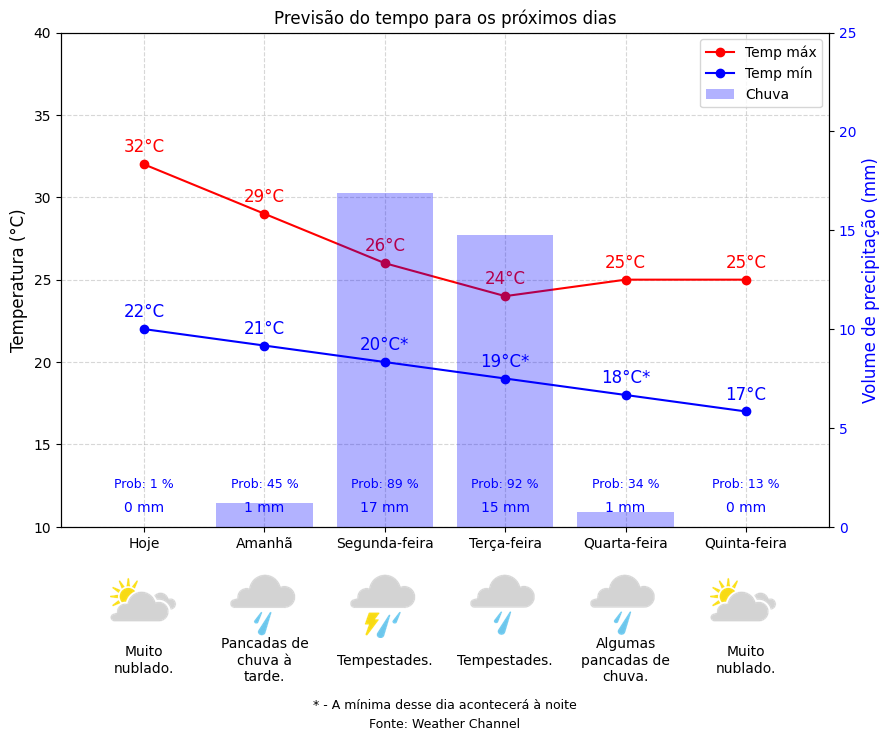 Previsão do tempo para os próximos dias
Temp máx
Temp mín
Chuva
Temperatura (°C)
40
35
30
25
20
15
10
Volume de precipitação (mm)
25
20
15
10
5
0
32°C
29°C
26°C
24°C
25°C
25°C
22°C
21°C
20°C*
19°C*
18°C*
17°C
Prob: 1 %
Prob: 45 %
Prob: 89 %
Prob: 92 %
Prob: 34 %
Prob: 13 %
0 mm
1 mm
17 mm
15 mm
1 mm
0 mm
Hoje
Amanhã
Segunda-feira
Terça-feira
Quarta-feira
Quinta-feira
Muito
nublado.
Pancadas de
chuva à
tarde.
Tempestades.
Tempestades.
Algumas
pancadas de
chuva.
Muito
nublado.
* - A mínima desse dia acontecerá à noite
Fonte: Weather Channel